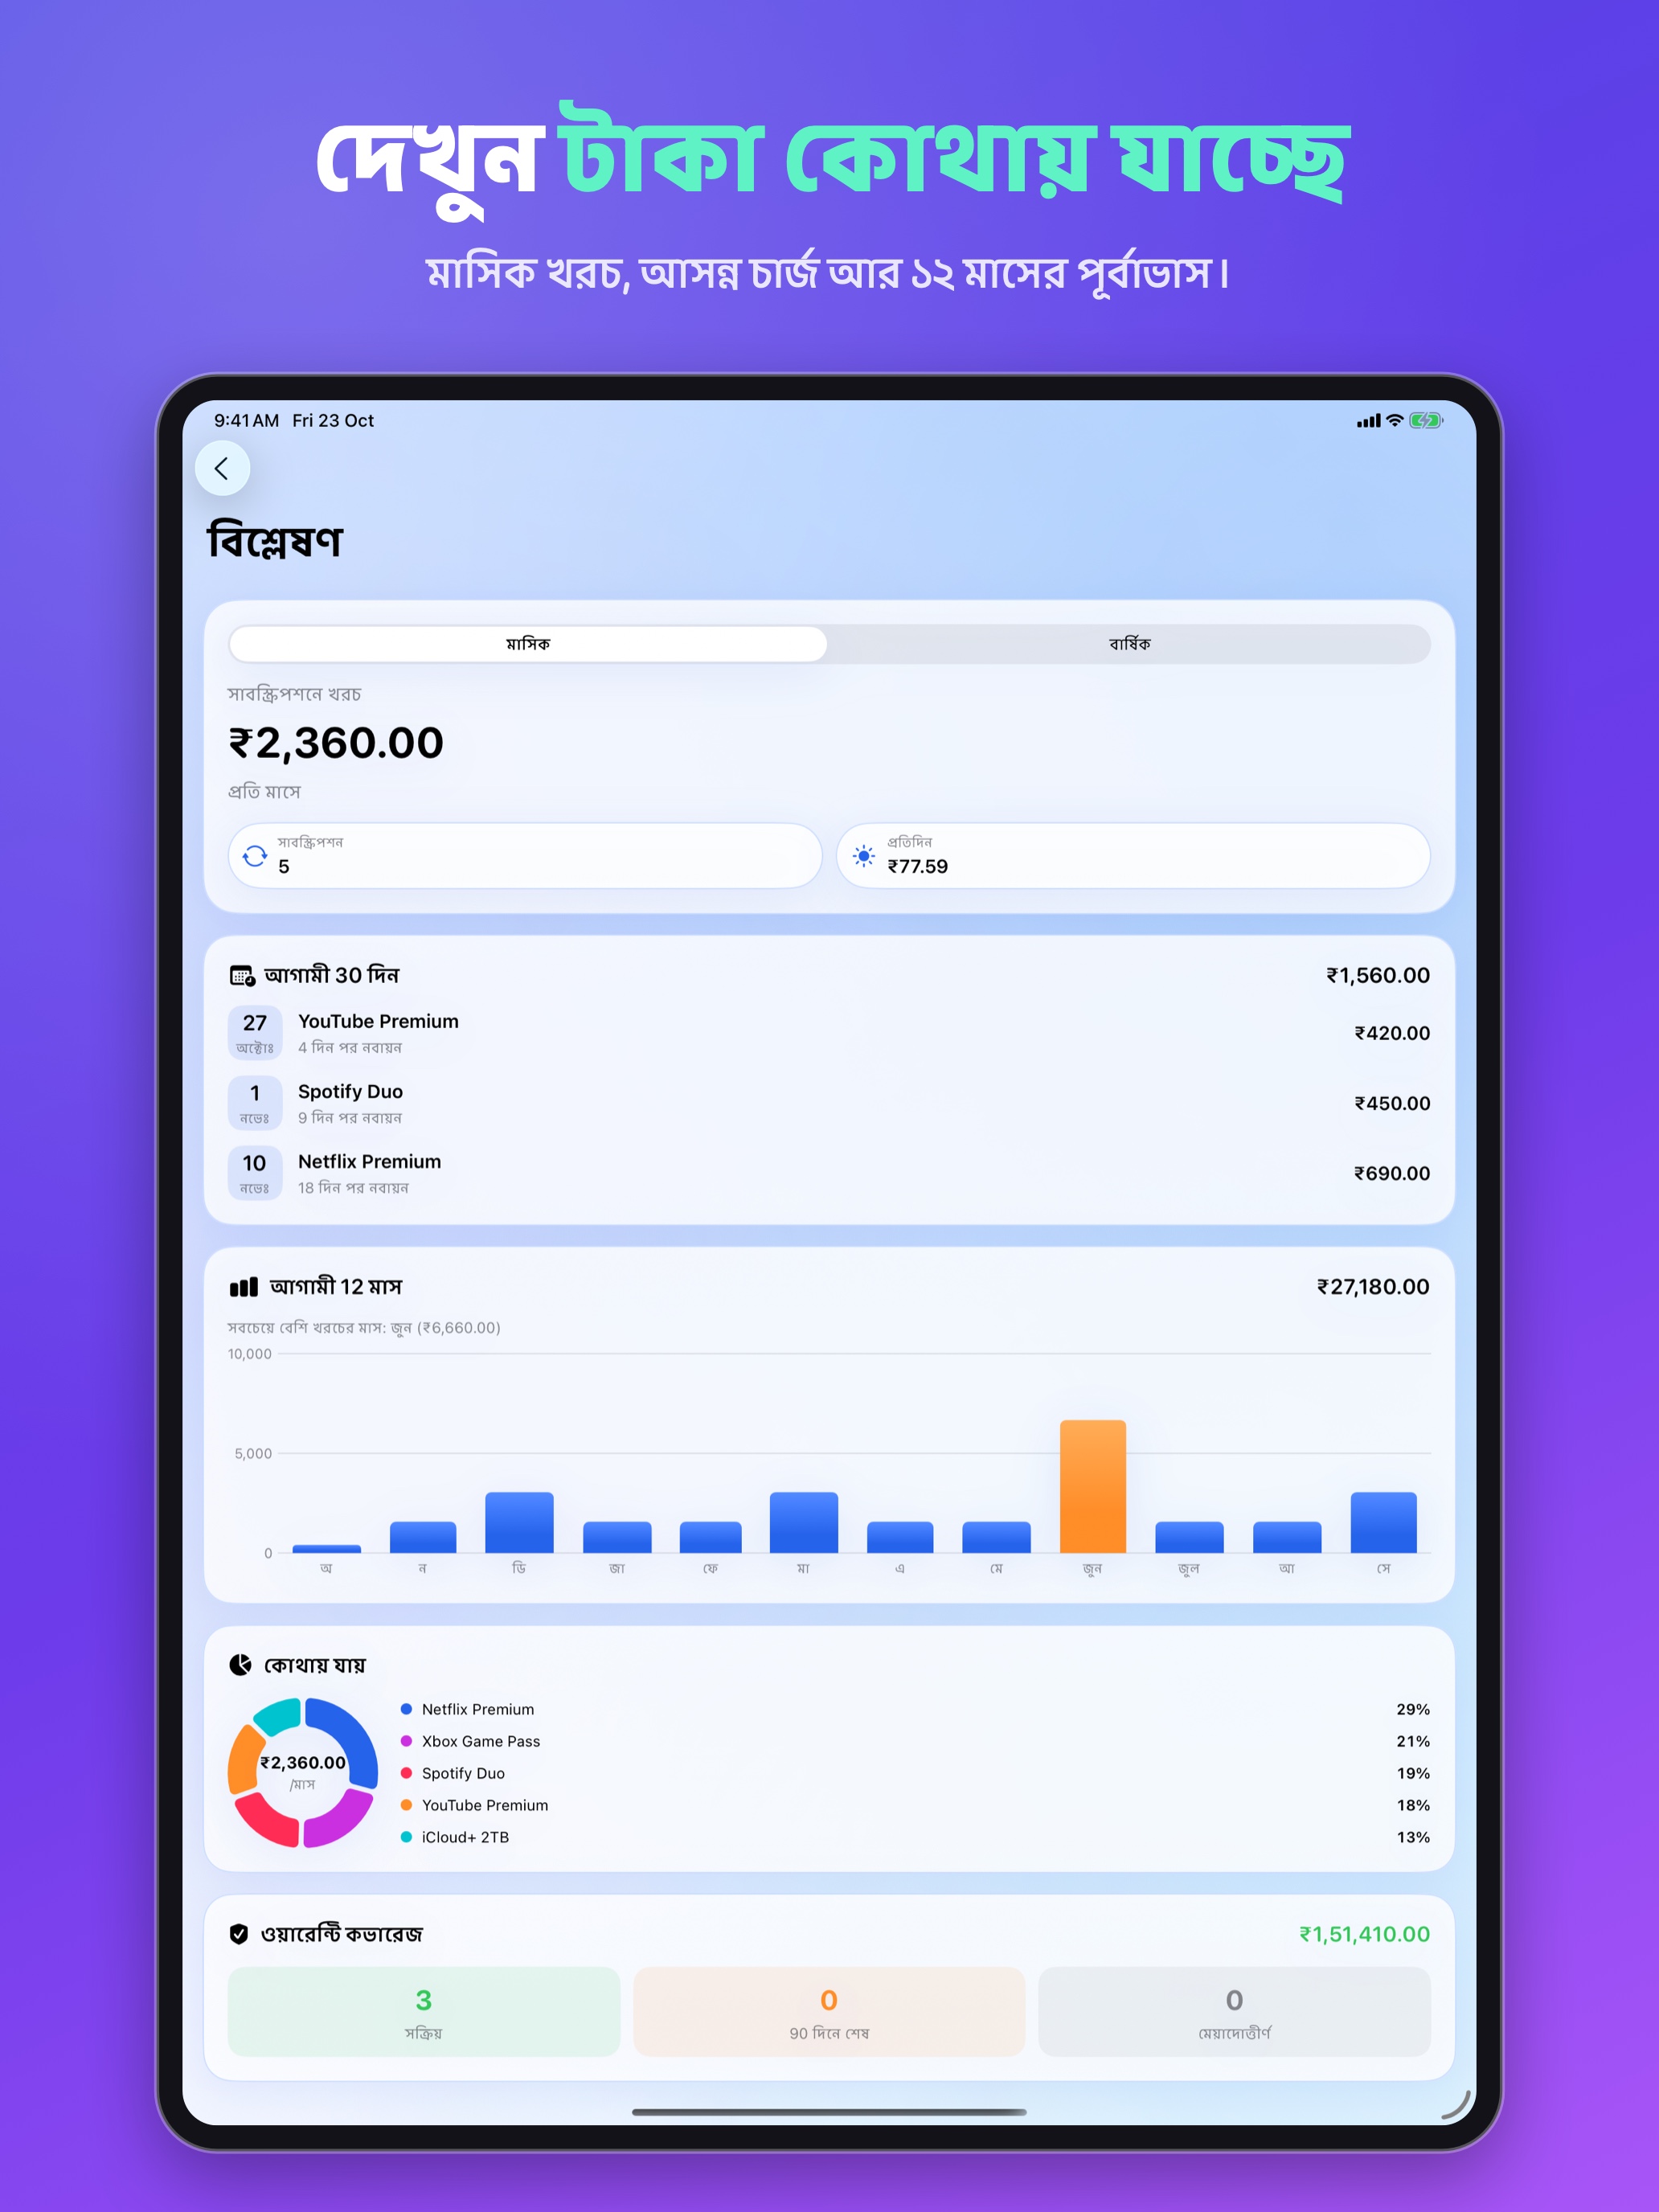 দেখুন টাকা কোথায় যাচ্ছে
মাসিক খরচ, আসন্ন চার্জ আর ১২ মাসের পূর্বাভাস।
9:41 AM Fri 23 Oct
বিশ্লেষণ
মাসিক বার্ষিক
সাবস্ক্রিপশনে খরচ
₹2,360.00
প্রতি মাসে
সাবস্ক্রিপশন
5
প্রতিদিন
₹77.59
আগামী 30 দিন ₹1,560.00
27 YouTube Premium ₹420.00
অক্টোঃ 4 দিন পর নবায়ন
1 Spotify Duo ₹450.00
নভেঃ 9 দিন পর নবায়ন
10 Netflix Premium ₹690.00
নভেঃ 18 দিন পর নবায়ন
আগামী 12 মাস ₹27,180.00
সবচেয়ে বেশি খরচের মাস: জুন (₹6,660.00)
10,000
5,000
0
অ ন ডি জা ফে মা এ মে জুন জুল আ সে
কোথায় যায়
₹2,360.00
/মাস
Netflix Premium 29%
Xbox Game Pass 21%
Spotify Duo 19%
YouTube Premium 18%
iCloud+ 2TB 13%
ওয়ারেন্টি কভারেজ ₹1,51,410.00
3
সক্রিয়
0
90 দিনে শেষ
0
মেয়াদোত্তীর্ণ